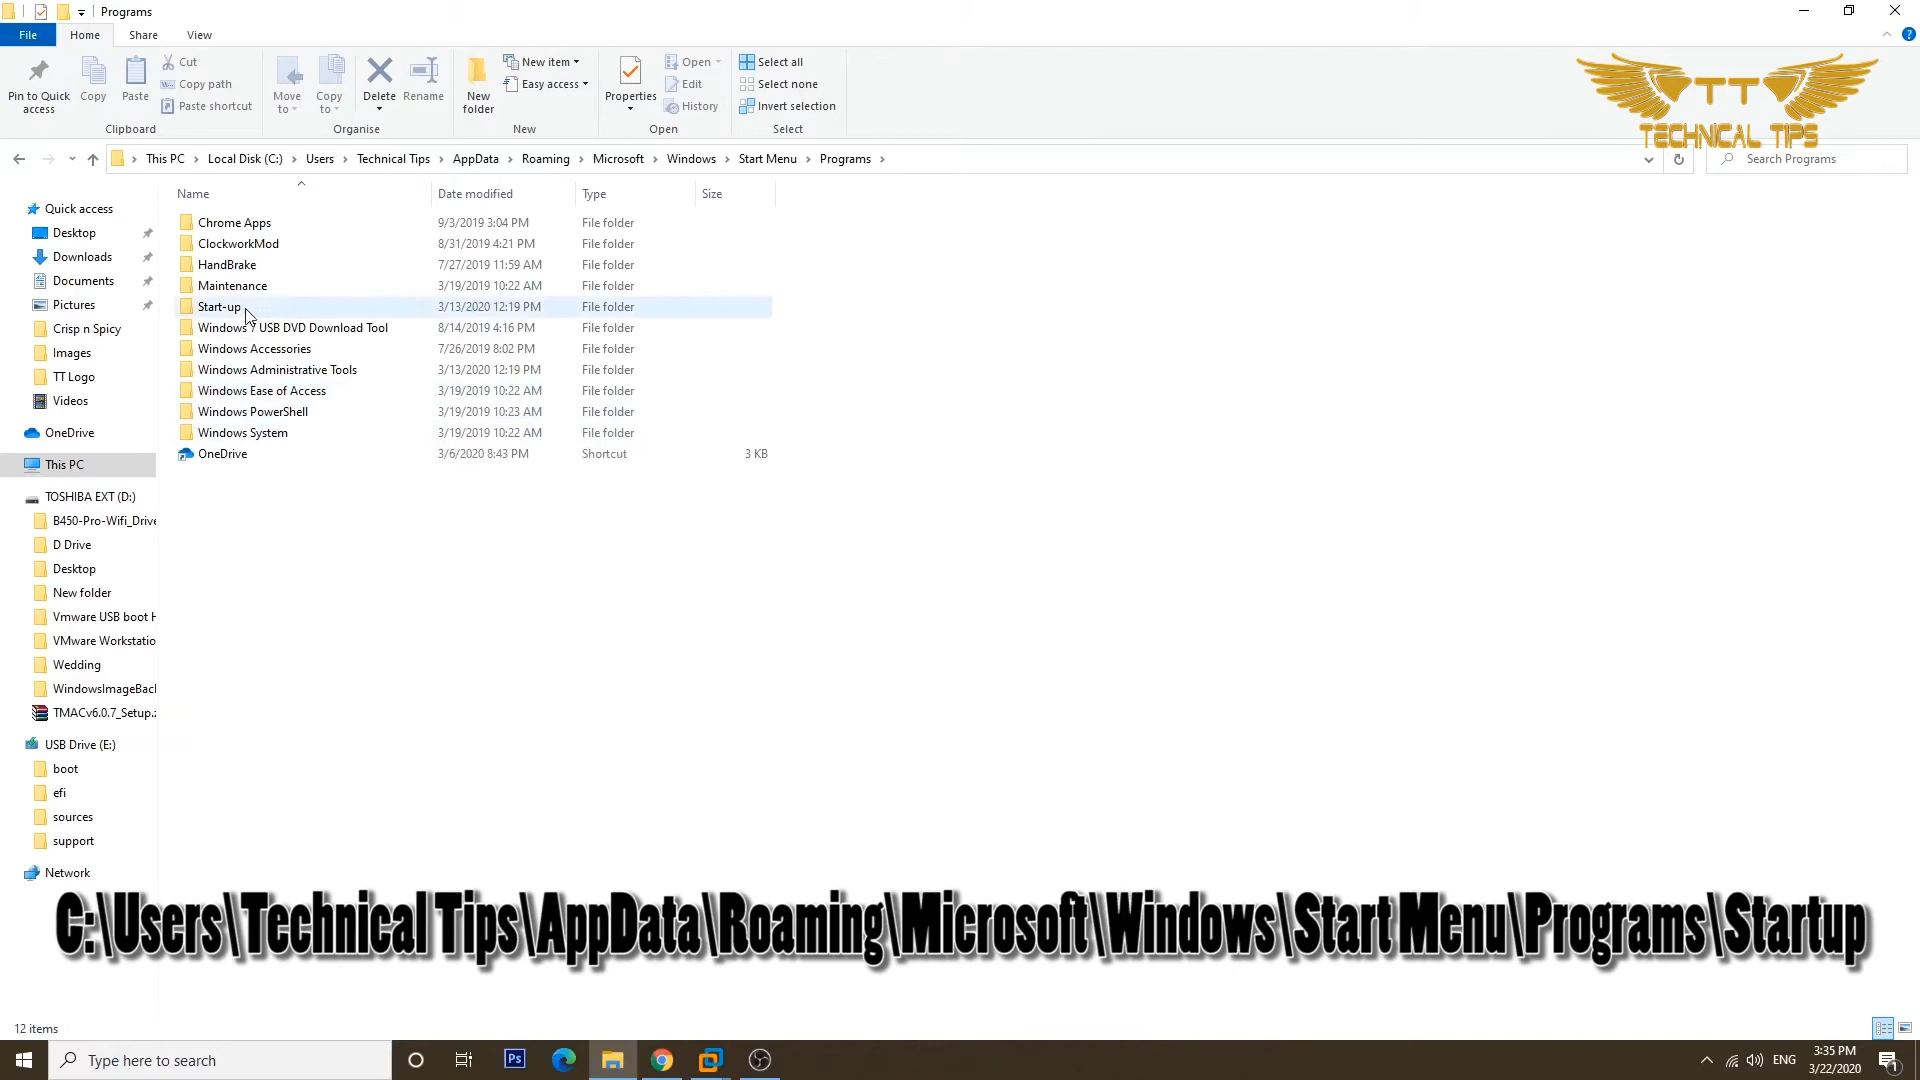 Programs
File
Home
Share
View
Pin to Quick access
Copy
Paste
Cut
Copy path
Paste shortcut
Clipboard
Move to
Copy to
Delete
Rename
Organise
New folder
New item
Easy access
New
Properties
Open
Edit
History
Open
Select all
Select none
Invert selection
Select
TT
TECHNICAL TIPS
This PC > Local Disk (C:) > Users > Technical Tips > AppData > Roaming > Microsoft > Windows > Start Menu > Programs >
Search Programs
Name Date modified Type Size
Chrome Apps 9/3/2019 3:04 PM File folder
ClockworkMod 8/31/2019 4:21 PM File folder
HandBrake 7/27/2019 11:59 AM File folder
Maintenance 3/19/2019 10:22 AM File folder
Start-up 3/13/2020 12:19 PM File folder
Windows 7 USB DVD Download Tool 8/14/2019 4:16 PM File folder
Windows Accessories 7/26/2019 8:02 PM File folder
Windows Administrative Tools 3/13/2020 12:19 PM File folder
Windows Ease of Access 3/19/2019 10:22 AM File folder
Windows PowerShell 3/19/2019 10:23 AM File folder
Windows System 3/19/2019 10:22 AM File folder
OneDrive 3/6/2020 8:43 PM Shortcut 3 KB
Quick access
Desktop
Downloads
Documents
Pictures
Crisp n Spicy
Images
TT Logo
Videos
OneDrive
This PC
TOSHIBA EXT (D:)
B450-Pro-Wifi_Drive
D Drive
Desktop
New folder
Vmware USB boot H
VMware Workstatio
Wedding
WindowsImageBacl
TMACv6.0.7_Setup.z
USB Drive (E:)
boot
efi
sources
support
Network
C:\Users\Technical Tips\AppData\Roaming\Microsoft\Windows\Start Menu\Programs\Startup
12 items
Type here to search
Ps
ENG
3:35 PM
3/22/2020
1